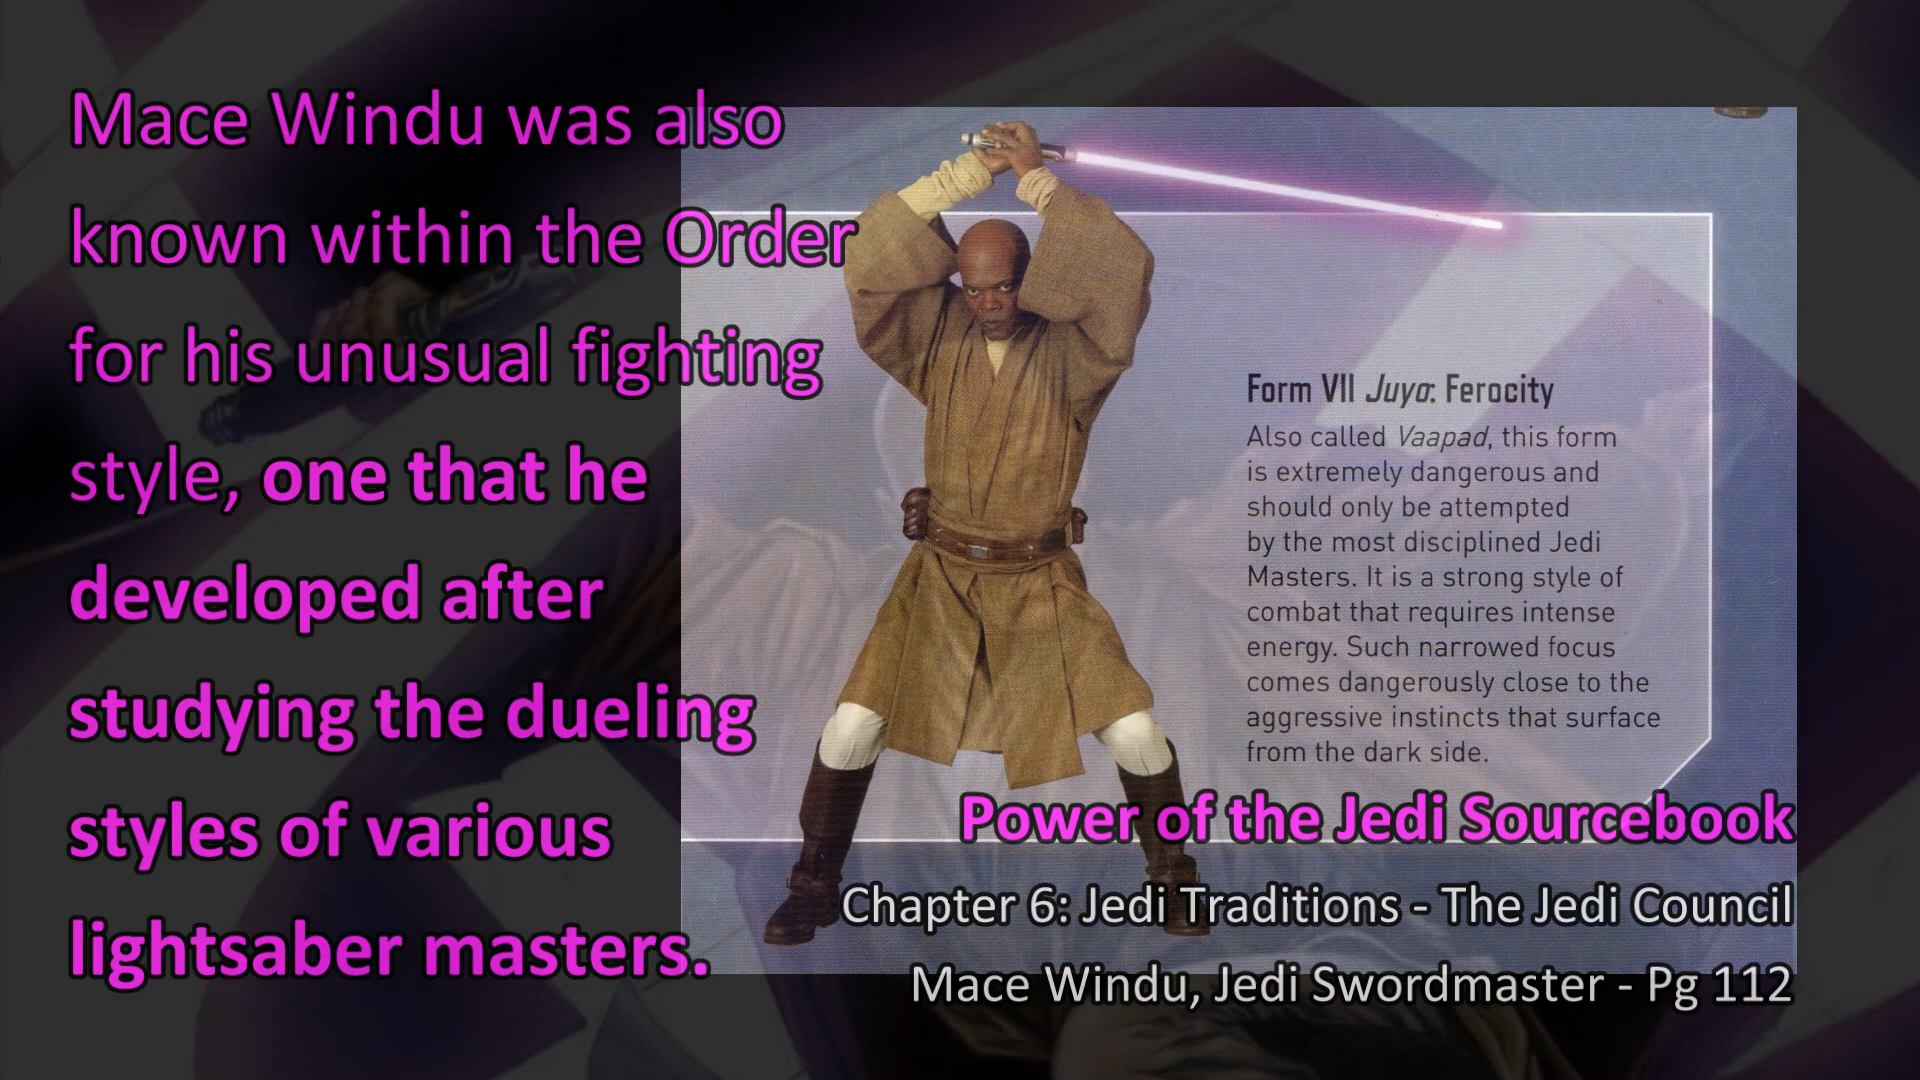 Mace Windu was also
known within the Order
for his unusual fighting
style, one that he
developed after
studying the dueling
styles of various
lightsaber masters.
Form VII Juyo: Ferocity
Also called Vaapad, this form
is extremely dangerous and
should only be attempted
by the most disciplined Jedi
Masters. It is a strong style of
combat that requires intense
energy. Such narrowed focus
comes dangerously close to the
aggressive instincts that surface
from the dark side.
Power of the Jedi Sourcebook
Chapter 6: Jedi Traditions - The Jedi Council
Mace Windu, Jedi Swordmaster - Pg 112